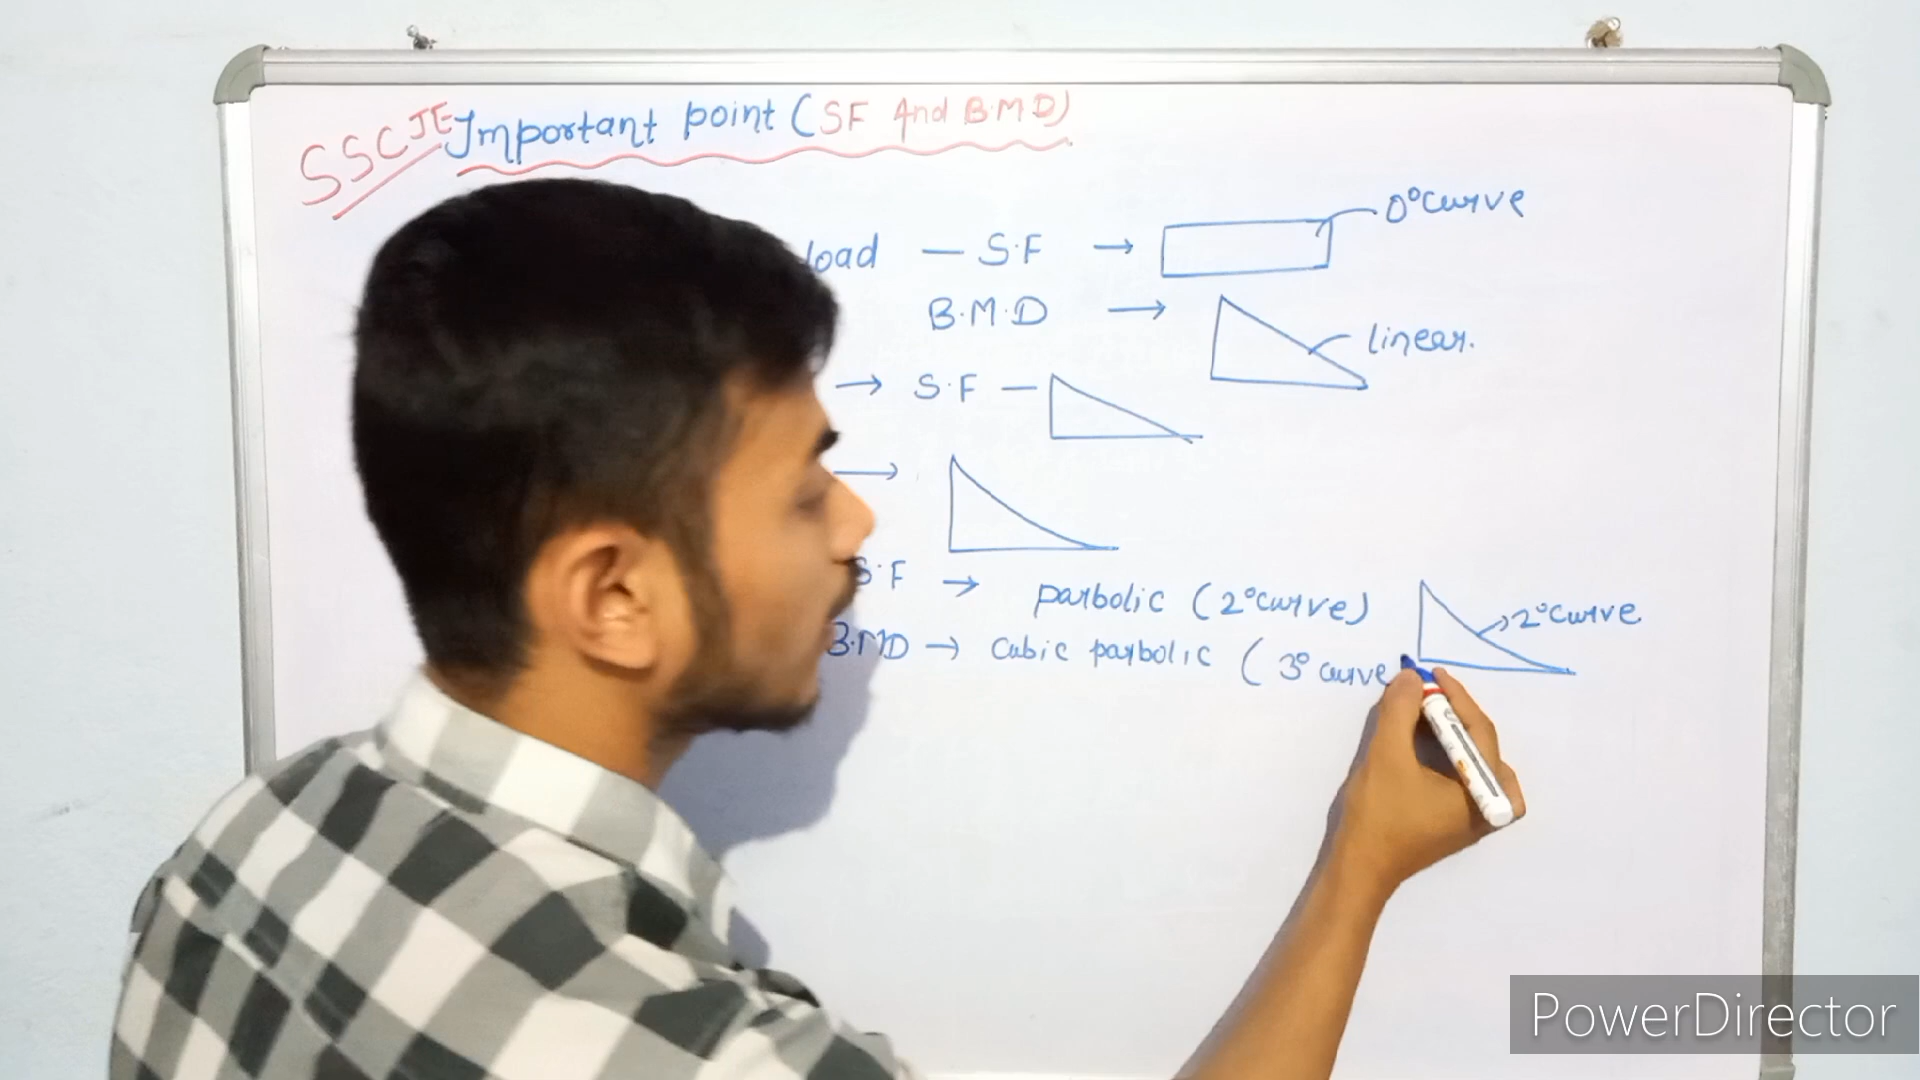 SSC JE Important point (SF And B.M.D)
load — S.F → 0° curve
B.M.D → linear.
→ S.F —
→
S.F → parbolic (2° curve) → 2° curve
B.MD → Cubic parbolic ( 3° curve
PowerDirector